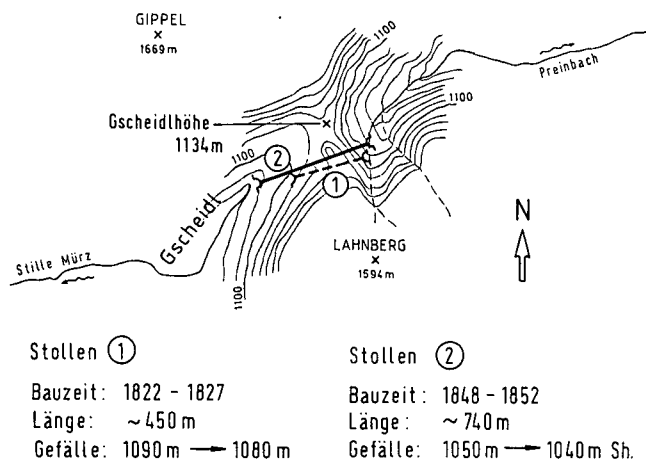 GIPPEL
1669 m
1100
Preinbach
1100
Gscheidlhöhe
1134m
1100
2
1
Gscheidl
N
LAHNBERG
1594m
Stille Mürz
1100
Stollen 1
Bauzeit: 1822 - 1827
Länge: ~ 450 m
Gefälle: 1090 m → 1080 m
Stollen 2
Bauzeit: 1848 - 1852
Länge: ~ 740 m
Gefälle: 1050 m → 1040 m Sh.